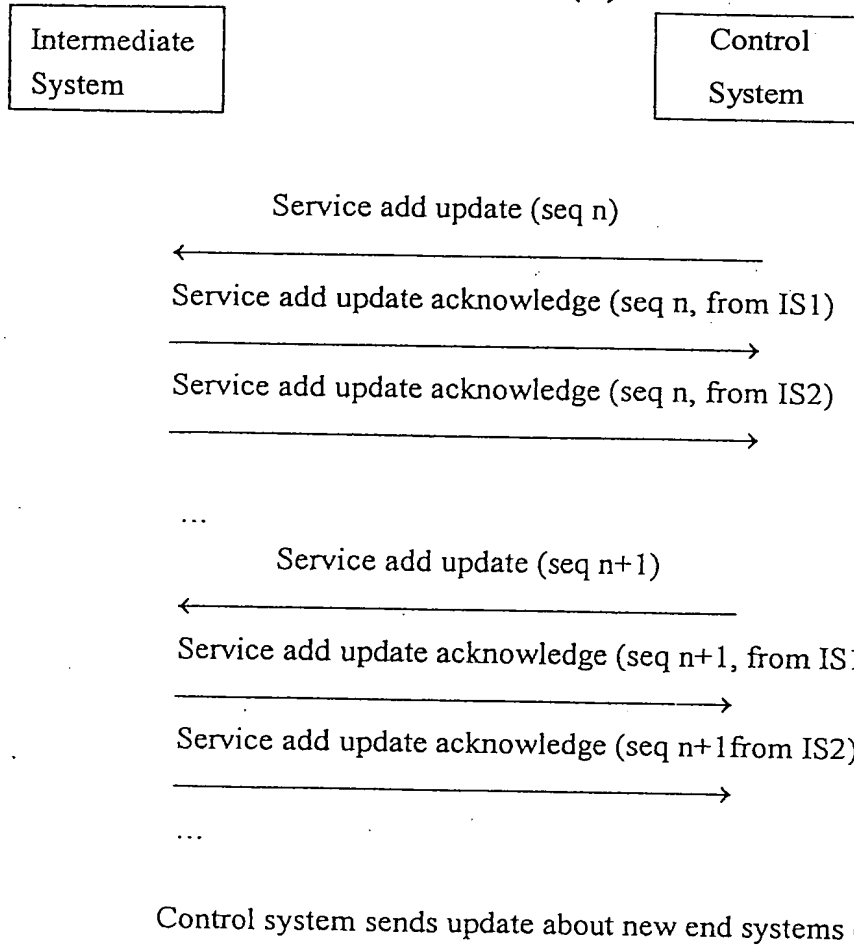 Intermediate
System
Control
System
Service add update (seq n)
Service add update acknowledge (seq n, from IS1)
Service add update acknowledge (seq n, from IS2)
...
Service add update (seq n+1)
Service add update acknowledge (seq n+1, from IS1
Service add update acknowledge (seq n+1from IS2)
...
Control system sends update about new end systems